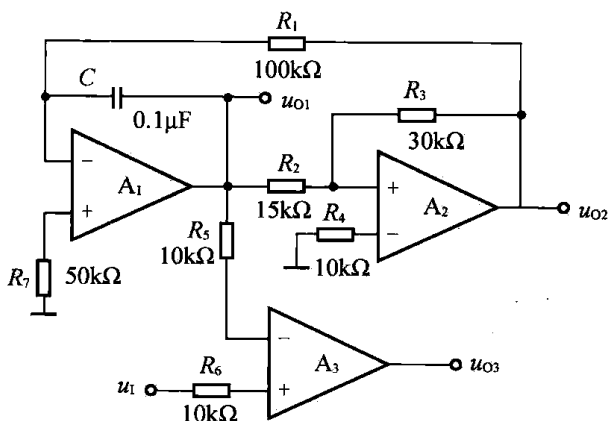 R₁
100kΩ
C
0.1μF
uO1
R₃
30kΩ
−
A₁
+
R₂
15kΩ
+
A₂
−
uO2
R₅
10kΩ
R₄
10kΩ
R₇
50kΩ
−
A₃
+
uO3
uI
R₆
10kΩ